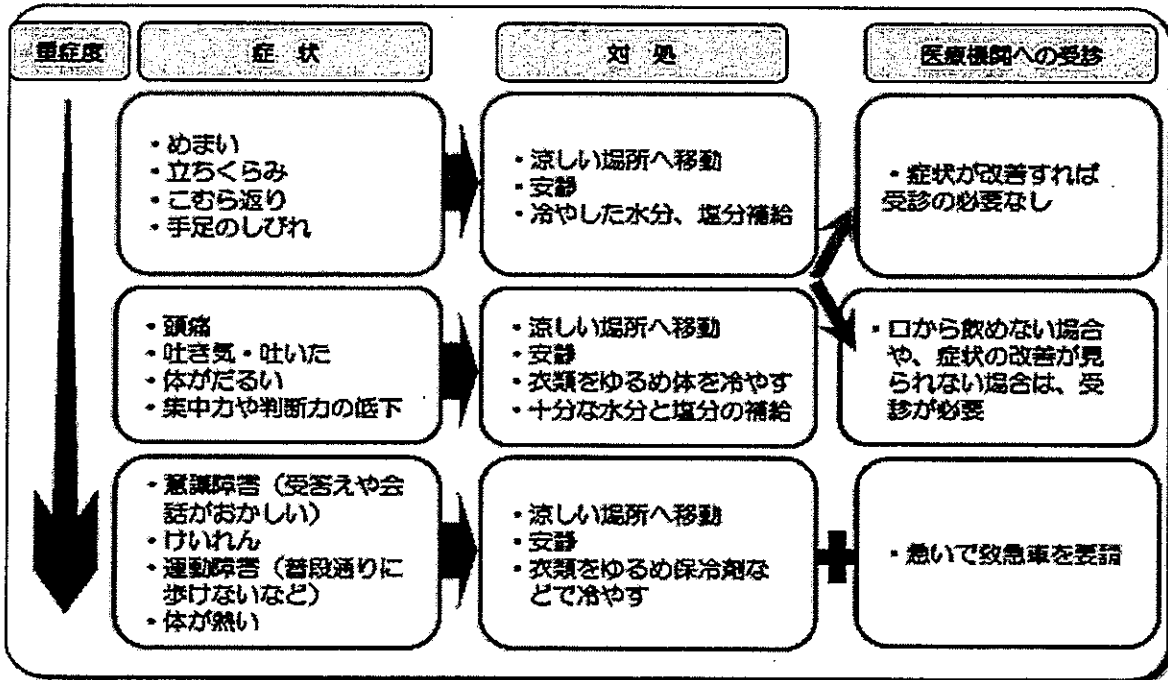 重症度
症 状
対 処
医療機関への受診
・めまい
・立ちくらみ
・こむら返り
・手足のしびれ
・涼しい場所へ移動
・安静
・冷やした水分、塩分補給
・症状が改善すれば
受診の必要なし
・頭痛
・吐き気・吐いた
・体がだるい
・集中力や判断力の低下
・涼しい場所へ移動
・安静
・衣類をゆるめ体を冷やす
・十分な水分と塩分の補給
・口から飲めない場合
や、症状の改善が見
られない場合は、受
診が必要
・意識障害（受答えや会
話がおかしい）
・けいれん
・運動障害（普段通りに
歩けないなど）
・体が熱い
・涼しい場所へ移動
・安静
・衣類をゆるめ保冷剤な
どで冷やす
・急いで救急車を要請